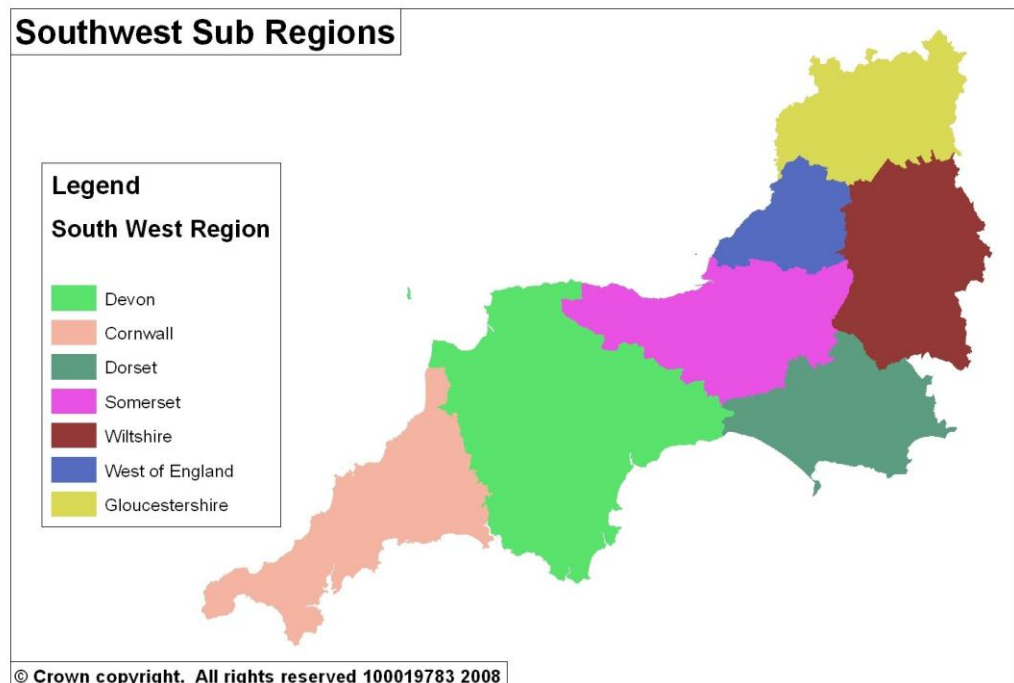 Southwest Sub Regions
Legend
South West Region
Devon
Cornwall
Dorset
Somerset
Wiltshire
West of England
Gloucestershire
© Crown copyright. All rights reserved 100019783 2008